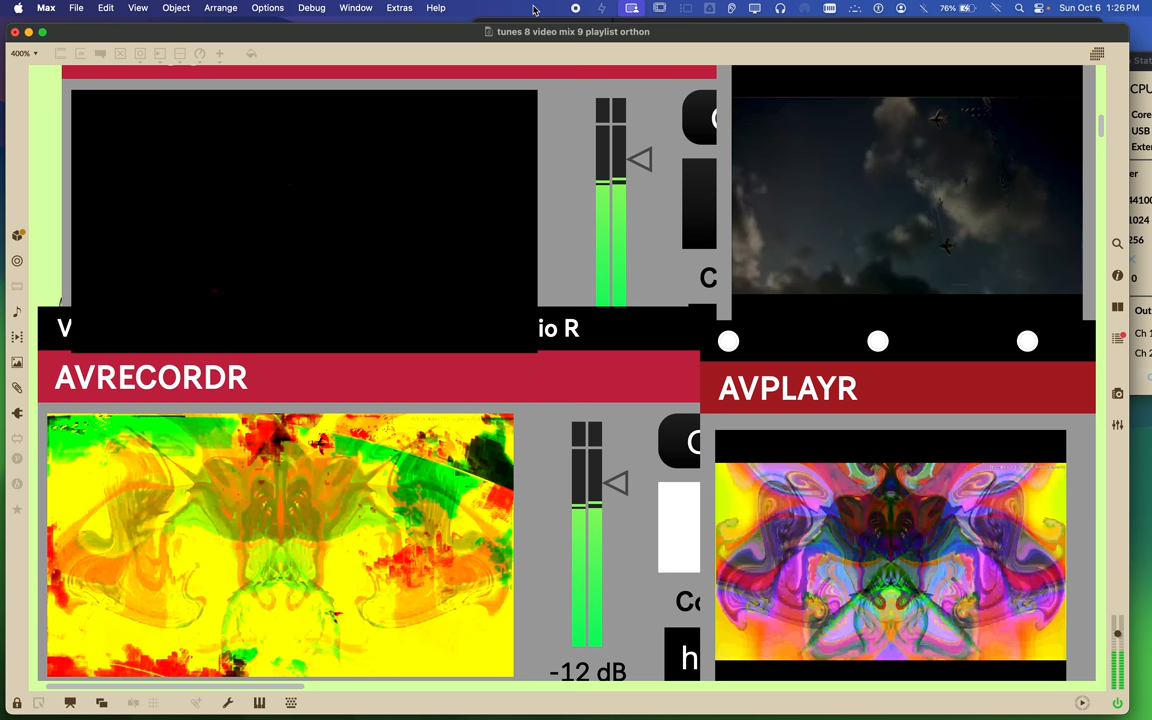 Max File Edit View Object Arrange Options Debug Window Extras Help 76% Sun Oct 6 1:26 PM
tunes 8 video mix 9 playlist orthon
400%
io R
AVRECORDR
AVPLAYR
-12 dB
CPU
Core
USB
Exter
er
44100
1024
256
0
Out
Ch 1
Ch 2